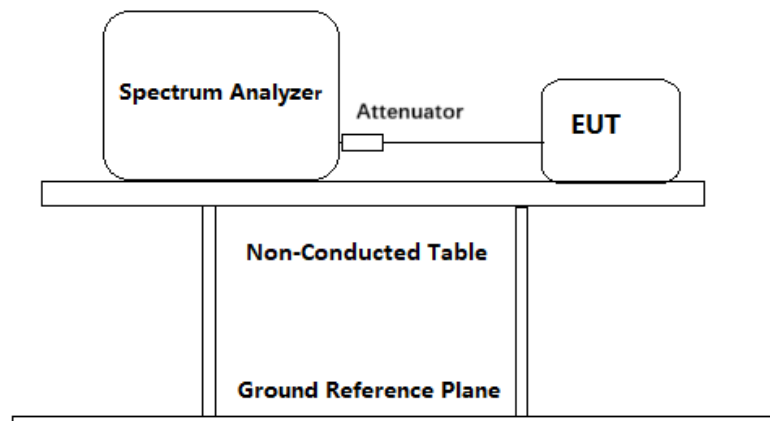 Spectrum Analyzer
Attenuator
EUT
Non-Conducted Table
Ground Reference Plane